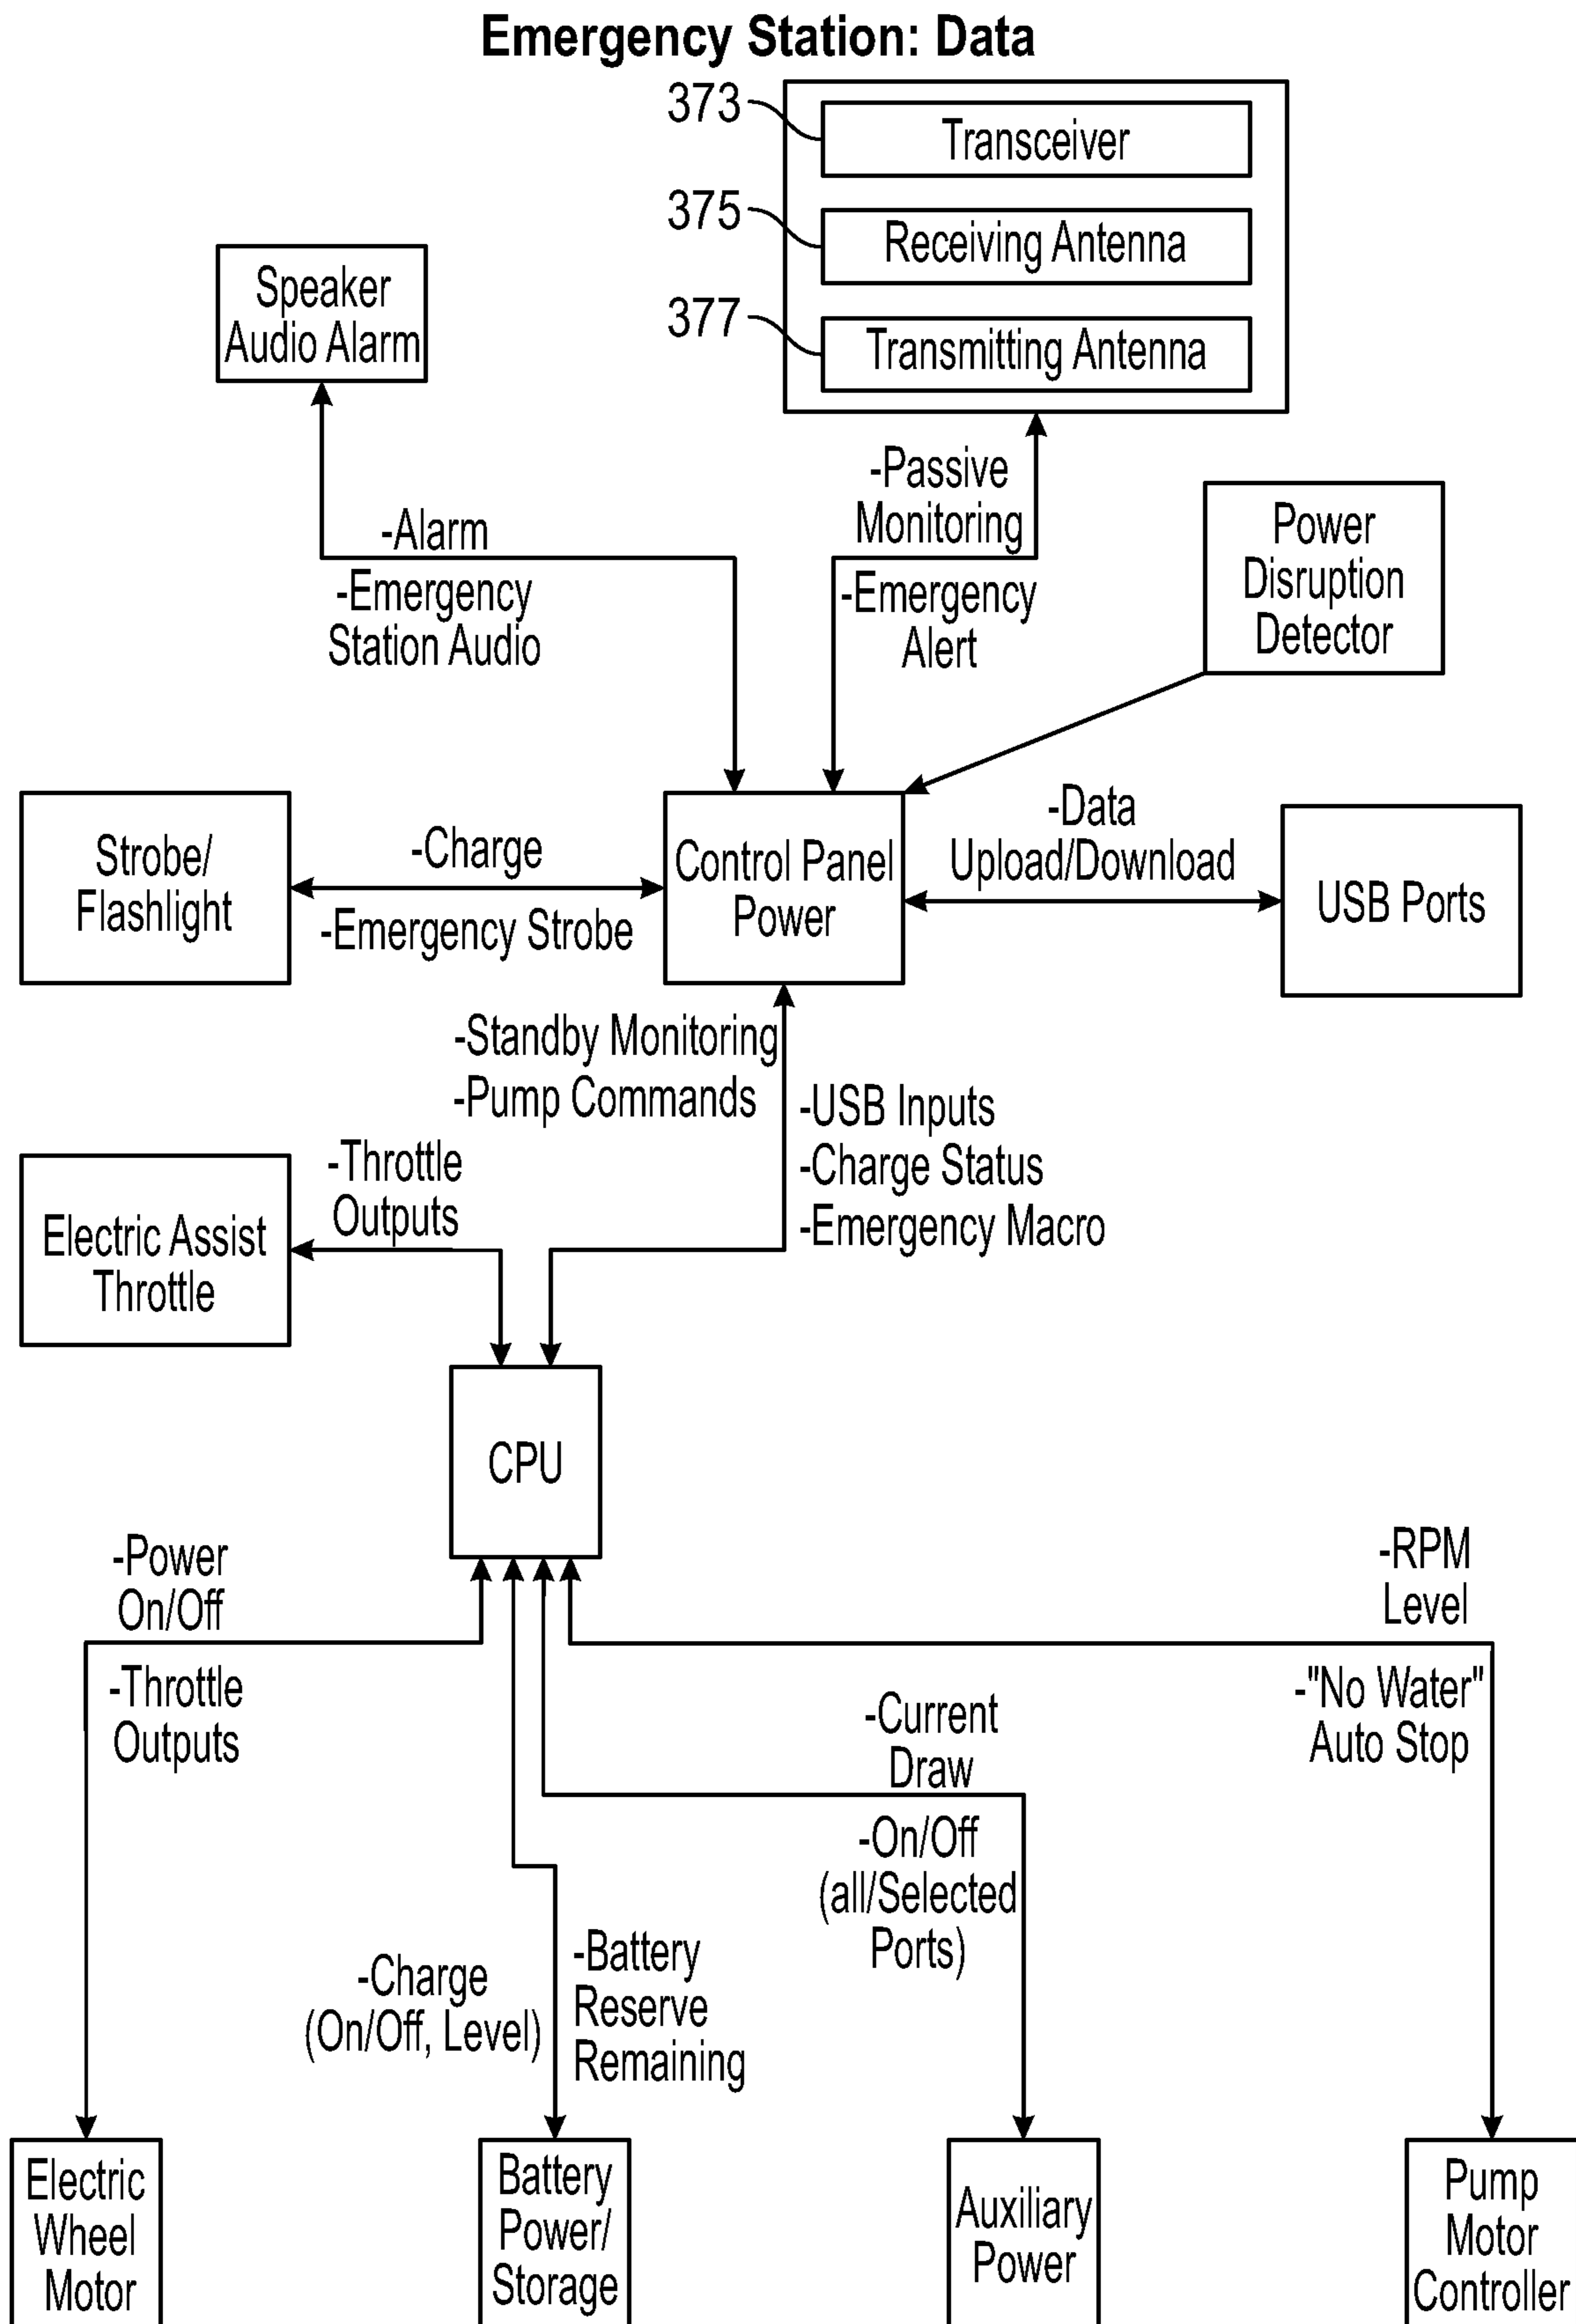 Emergency Station: Data
373
Transceiver
375
Receiving Antenna
377
Transmitting Antenna
Speaker
Audio Alarm
-Alarm
-Emergency
Station Audio
-Passive
Monitoring
-Emergency
Alert
Power
Disruption
Detector
Strobe/
Flashlight
-Charge
-Emergency Strobe
Control Panel
Power
-Data
Upload/Download
USB Ports
-Standby Monitoring
-Pump Commands
-USB Inputs
-Charge Status
-Emergency Macro
Electric Assist
Throttle
-Throttle
Outputs
CPU
-Power
On/Off
-Throttle
Outputs
-RPM
Level
-"No Water"
Auto Stop
-Current
Draw
-On/Off
(all/Selected
Ports)
-Charge
(On/Off, Level)
-Battery
Reserve
Remaining
Electric
Wheel
Motor
Battery
Power/
Storage
Auxiliary
Power
Pump
Motor
Controller